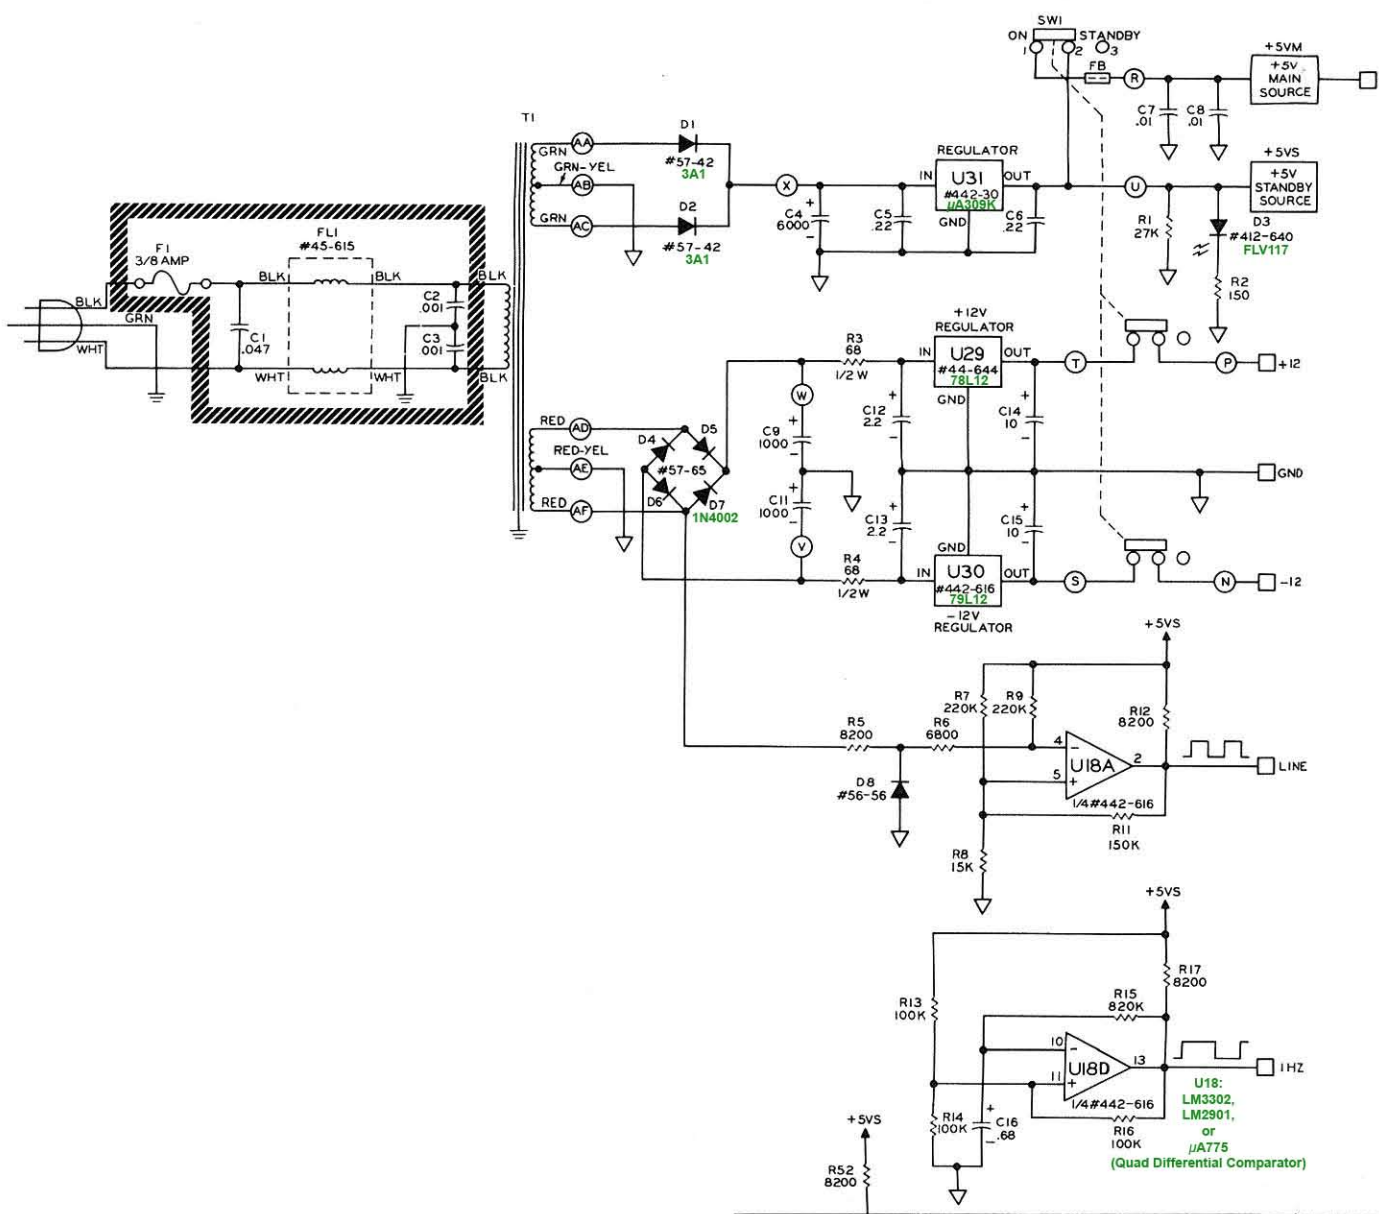 SW1
ON
STANDBY
1
2
3
FB
R
+5VM
+5V
MAIN
SOURCE
C7
.01
C8
.01
T1
AA
GRN
GRN-YEL
AB
GRN
AC
D1
#57-42
3A1
D2
#57-42
3A1
X
+
C4
6000
-
C5
.22
REGULATOR
IN
U31
OUT
#442-30
µA309K
GND
C6
.22
U
+5VS
+5V
STANDBY
SOURCE
R1
27K
D3
#412-640
FLV117
R2
150
F1
3/8 AMP
FL1
#45-615
BLK
BLK
BLK
BLK
GRN
WHT
C1
.047
WHT
WHT
C2
.001
C3
.001
BLK
RED
AD
RED-YEL
AE
RED
AF
D4
D5
#57-65
D6
D7
1N4002
W
+
C9
1000
-
+
C11
1000
-
V
R3
68
1/2 W
R4
68
1/2W
+12V
REGULATOR
IN
U29
OUT
#44-644
78L12
GND
+
C12
2.2
-
+
C14
10
-
T
P
+12
GND
+
C13
2.2
-
+
C15
10
-
GND
IN
U30
OUT
#442-616
79L12
-12V
REGULATOR
S
N
-12
+5VS
R7
220K
R9
220K
R12
8200
R5
8200
R6
6800
D8
#56-56
4
-
U18A
5
+
2
1/4#442-616
R11
150K
R8
15K
LINE
+5VS
R17
8200
R13
100K
R15
820K
10
-
U18D
11
+
13
1/4#442-616
R16
100K
R14
100K
+
C16
.68
-
1HZ
U18:
LM3302,
LM2901,
or
µA775
(Quad Differential Comparator)
+5VS
R52
8200